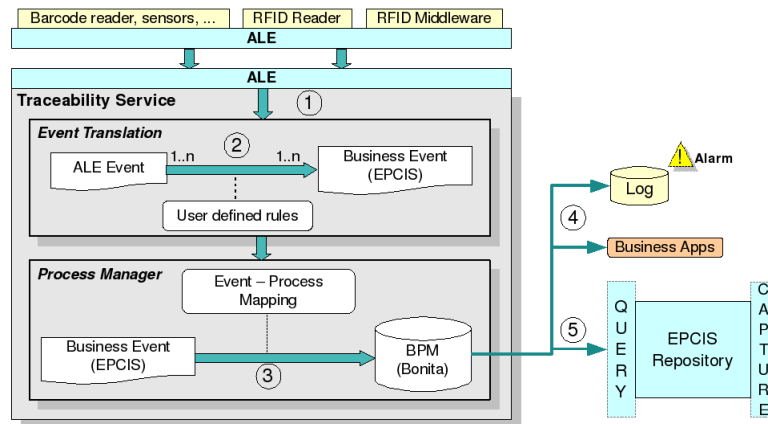 Barcode reader, sensors, ...
RFID Reader
RFID Middleware
ALE
ALE
Traceability Service
1
Event Translation
2
1..n
1..n
ALE Event
Business Event
(EPCIS)
User defined rules
Process Manager
Event – Process
Mapping
Business Event
(EPCIS)
3
BPM
(Bonita)
!
Alarm
Log
4
Business Apps
5
QUERY
EPCIS
Repository
CAPTURE